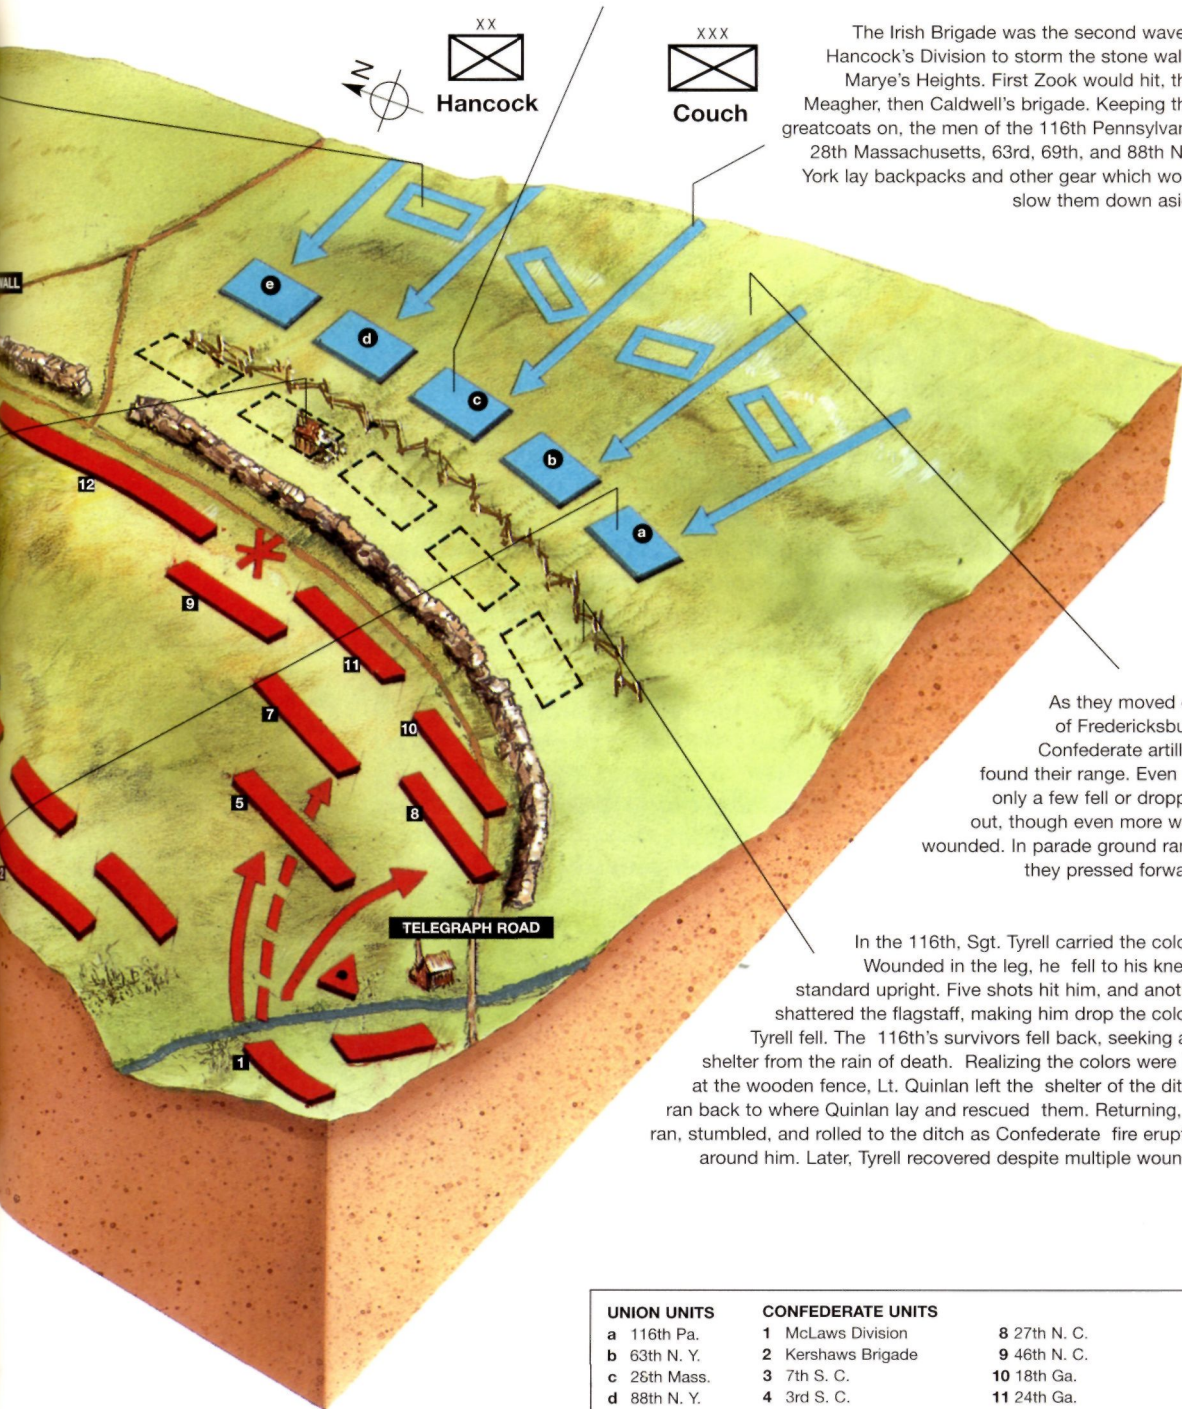 XX
Hancock
XXX
Couch
N
The Irish Brigade was the second wave
Hancock's Division to storm the stone wal
Marye's Heights. First Zook would hit, th
Meagher, then Caldwell's brigade. Keeping th
greatcoats on, the men of the 116th Pennsylvan
28th Massachusetts, 63rd, 69th, and 88th N
York lay backpacks and other gear which wo
slow them down asi
WALL
e
d
c
b
a
12
9
11
7
10
5
8
1
TELEGRAPH ROAD
As they moved
of Fredericksbu
Confederate artill
found their range. Even
only a few fell or dropp
out, though even more w
wounded. In parade ground ran
they pressed forwa
In the 116th, Sgt. Tyrell carried the colo
Wounded in the leg, he fell to his kne
standard upright. Five shots hit him, and anot
shattered the flagstaff, making him drop the colo
Tyrell fell. The 116th's survivors fell back, seeking a
shelter from the rain of death. Realizing the colors were
at the wooden fence, Lt. Quinlan left the shelter of the dit
ran back to where Quinlan lay and rescued them. Returning,
ran, stumbled, and rolled to the ditch as Confederate fire erup
around him. Later, Tyrell recovered despite multiple woun
UNION UNITS
a 116th Pa.
b 63th N. Y.
c 28th Mass.
d 88th N. Y.
CONFEDERATE UNITS
1 McLaws Division
2 Kershaws Brigade
3 7th S. C.
4 3rd S. C.
8 27th N. C.
9 46th N. C.
10 18th Ga.
11 24th Ga.